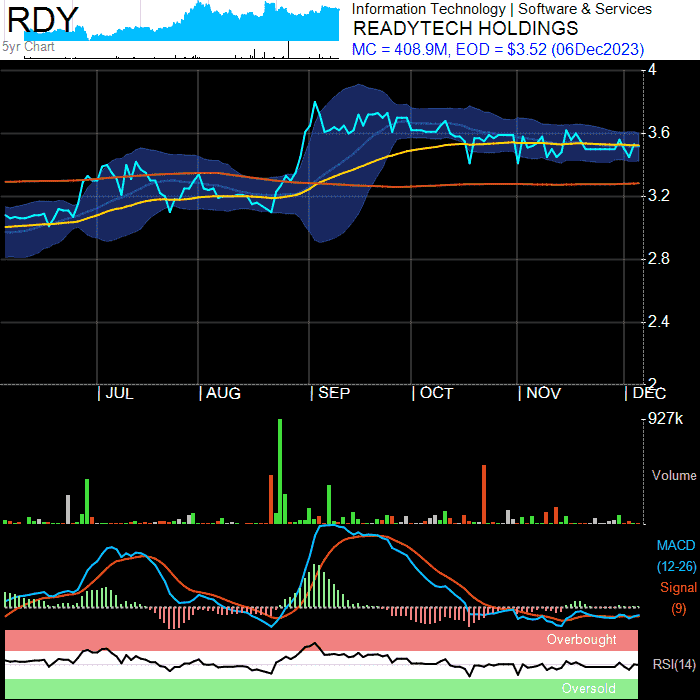 RDY
5yr Chart
Information Technology | Software & Services
READYTECH HOLDINGS
MC = 408.9M, EOD = $3.52 (06Dec2023)
4
3.6
3.2
2.8
2.4
2
JUL AUG SEP OCT NOV DEC
927k
Volume
MACD
(12-26)
Signal
(9)
Overbought
RSI(14)
Oversold